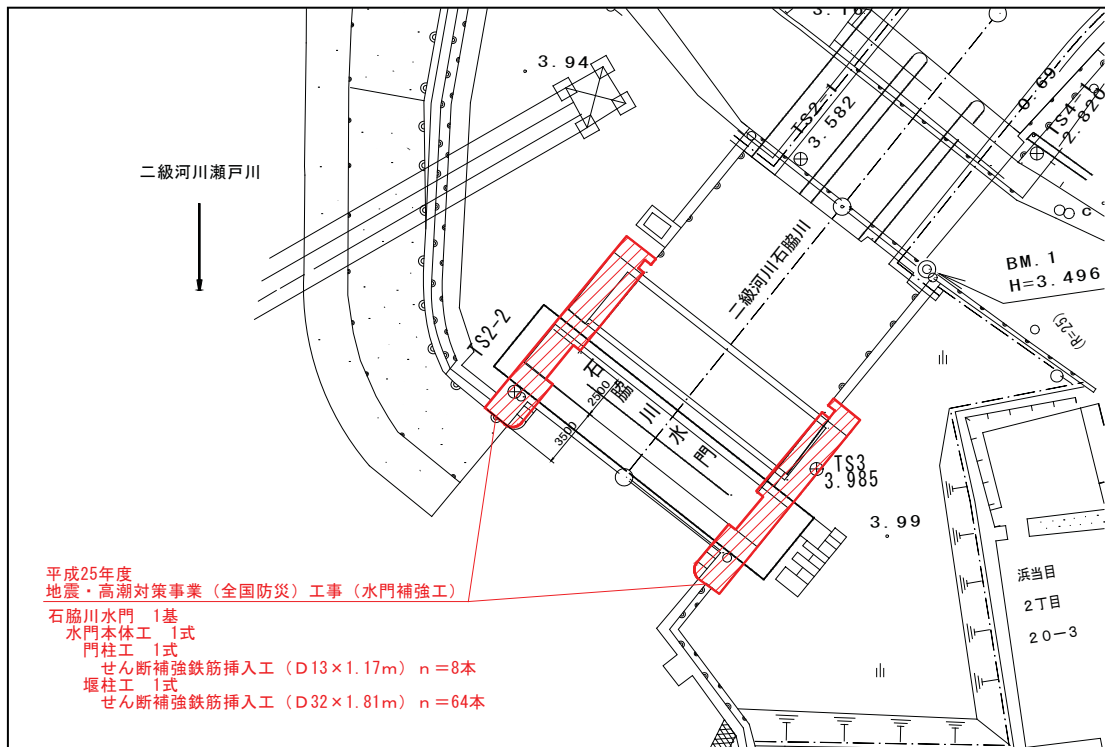 3.16
3.94
TS2-1
3.582
0.69
TS4-1
2.820
二級河川瀬戸川
二級河川石脇川
C
BM.1
H=3.496
(R=25)
TS2-2
2500
3500
石脇川水門
TS3
3.985
3.99
浜当目
2丁目
20-3
平成25年度
地震・高潮対策事業（全国防災）工事（水門補強工）
石脇川水門 1基
水門本体工 1式
門柱工 1式
せん断補強鉄筋挿入工（D13×1.17m）n＝8本
堰柱工 1式
せん断補強鉄筋挿入工（D32×1.81m）n＝64本